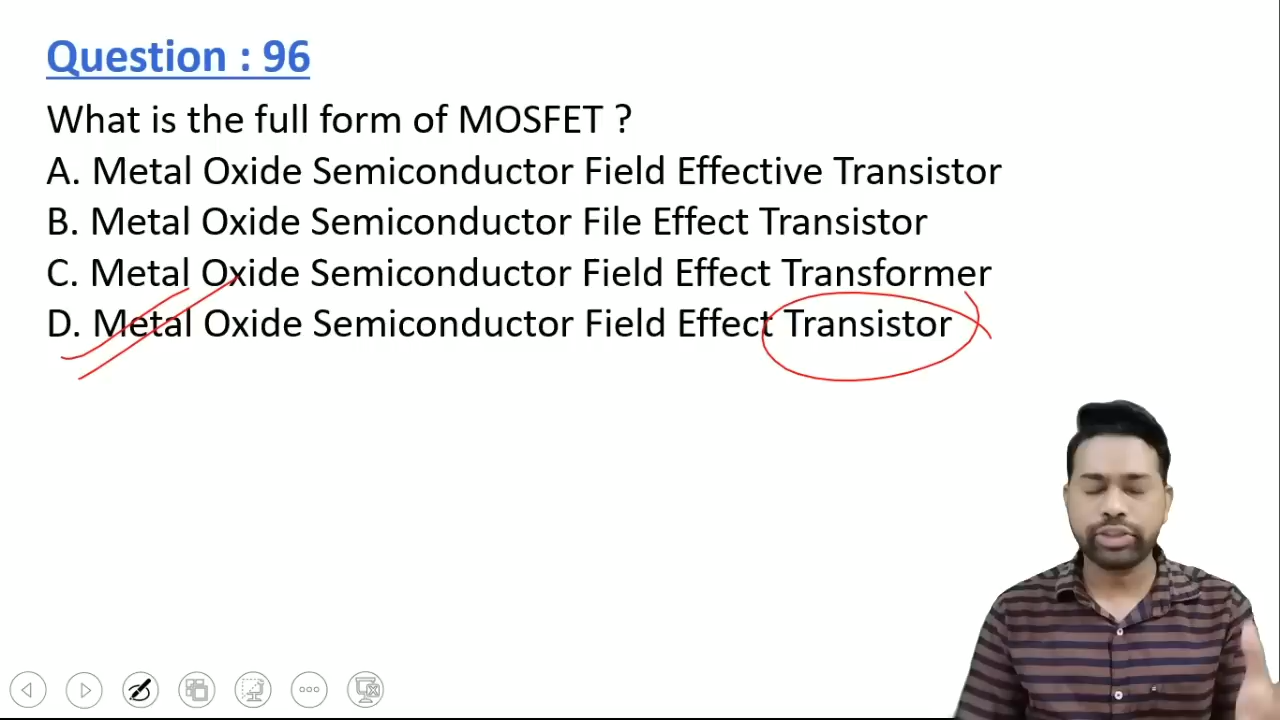 Question : 96
What is the full form of MOSFET ?
A. Metal Oxide Semiconductor Field Effective Transistor
B. Metal Oxide Semiconductor File Effect Transistor
C. Metal Oxide Semiconductor Field Effect Transformer
D. Metal Oxide Semiconductor Field Effect Transistor